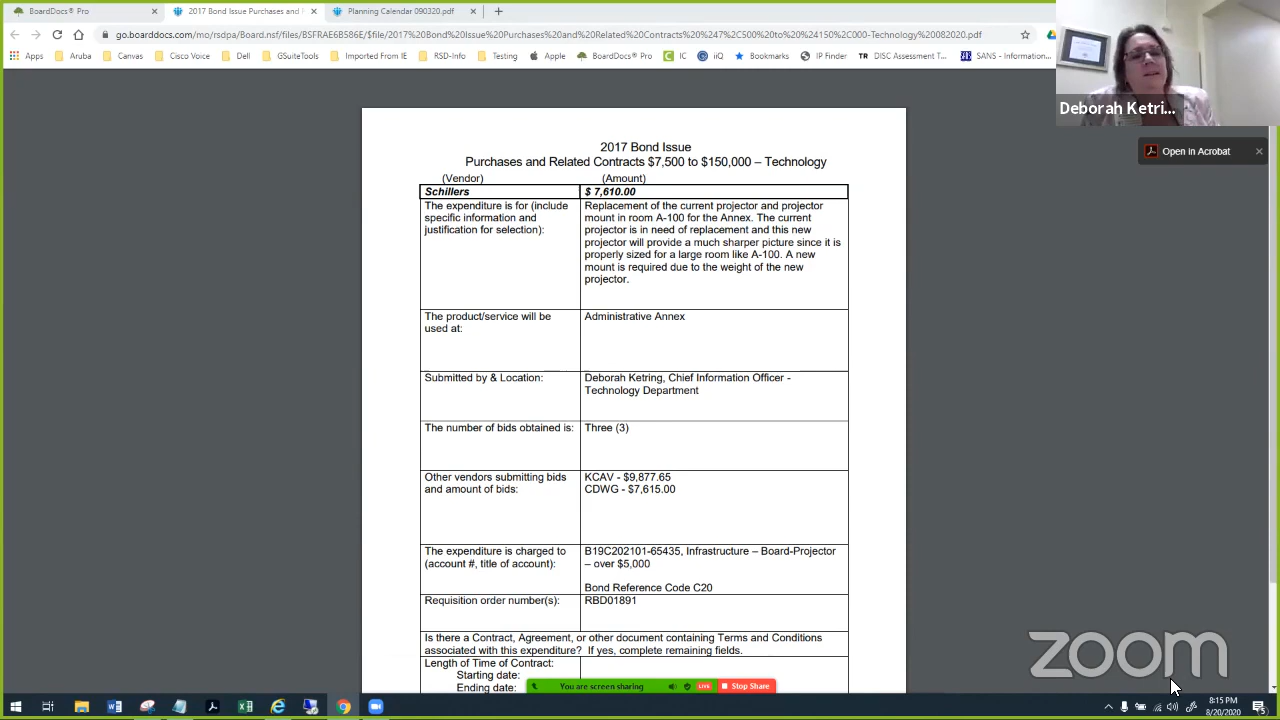 BoardDocs® Pro
2017 Bond Issue Purchases and R
Planning Calendar 090320.pdf
go.boarddocs.com/mo/rsdpa/Board.nsf/files/BSFRAE6B586E/$file/2017%20Bond%20Issue%20Purchases%20and%20Related%20Contracts%20%247%2C500%20to%20%24150%2C000-Technology%20082020.pdf
Apps Aruba Canvas Cisco Voice Dell GSuiteTools Imported From IE RSD-Info Testing Apple BoardDocs® Pro IC iiQ Bookmarks IP Finder DISC Assessment T... SANS - Information...
Deborah Ketri...
Open in Acrobat
2017 Bond Issue
Purchases and Related Contracts $7,500 to $150,000 – Technology
(Vendor) (Amount)
Schillers $ 7,610.00
The expenditure is for (include
specific information and
justification for selection):
Replacement of the current projector and projector
mount in room A-100 for the Annex. The current
projector is in need of replacement and this new
projector will provide a much sharper picture since it is
properly sized for a large room like A-100. A new
mount is required due to the weight of the new
projector.
The product/service will be
used at:
Administrative Annex
Submitted by & Location:
Deborah Ketring, Chief Information Officer -
Technology Department
The number of bids obtained is:
Three (3)
Other vendors submitting bids
and amount of bids:
KCAV - $9,877.65
CDWG - $7,615.00
The expenditure is charged to
(account #, title of account):
B19C202101-65435, Infrastructure – Board-Projector
– over $5,000
Bond Reference Code C20
Requisition order number(s):
RBD01891
Is there a Contract, Agreement, or other document containing Terms and Conditions
associated with this expenditure? If yes, complete remaining fields.
Length of Time of Contract:
Starting date:
Ending date:
You are screen sharing LIVE Stop Share
zoom
8:15 PM
8/20/2020